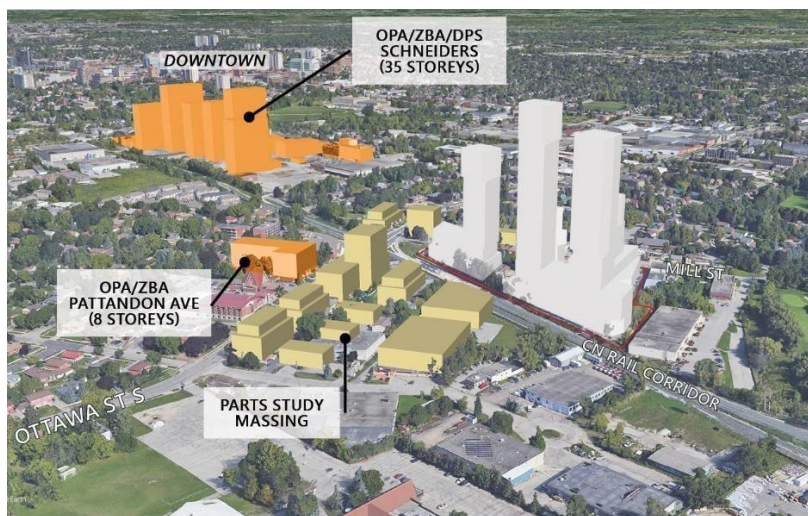 OPA/ZBA/DPS
SCHNEIDERS
(35 STOREYS)
DOWNTOWN
OPA/ZBA
PATTANDON AVE
(8 STOREYS)
MILL ST
CN RAIL CORRIDOR
PARTS STUDY
MASSING
OTTAWA ST S